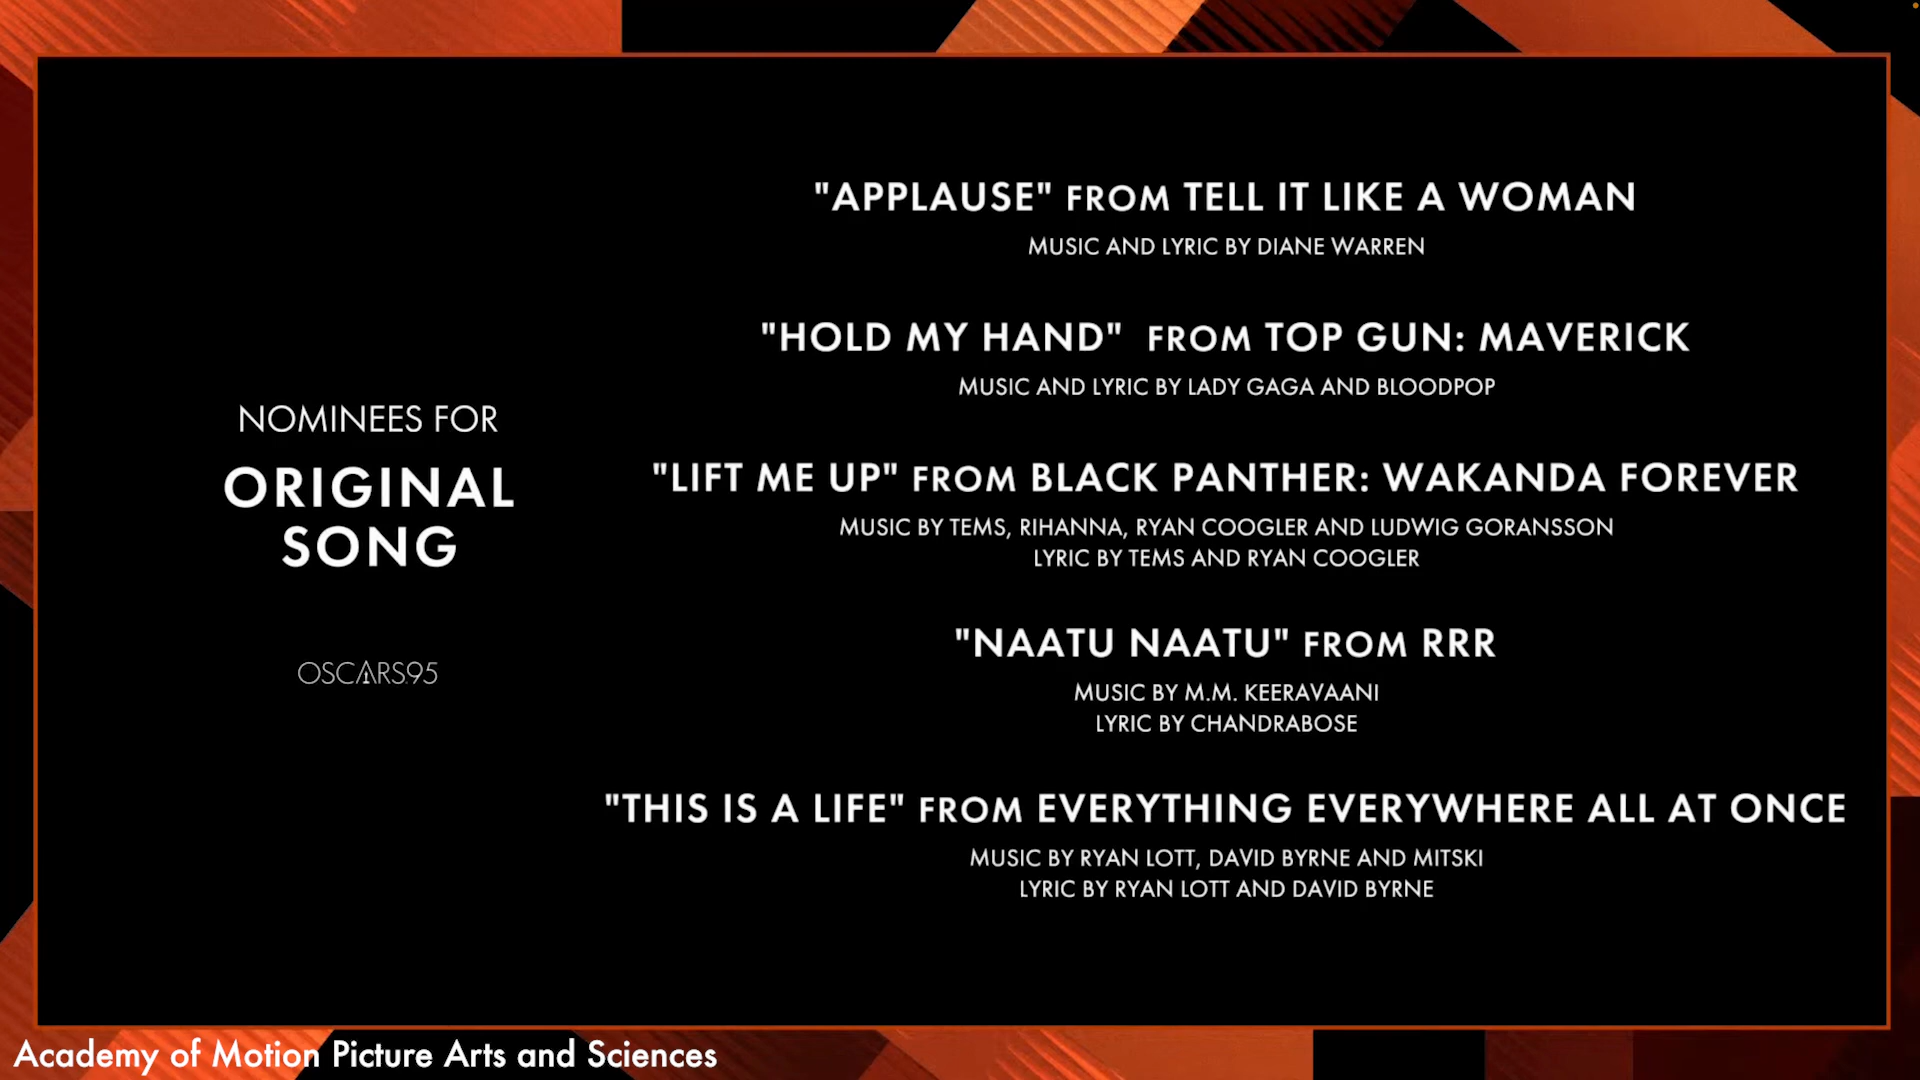 NOMINEES FOR
ORIGINAL
SONG
OSCARS95
"APPLAUSE" FROM TELL IT LIKE A WOMAN
MUSIC AND LYRIC BY DIANE WARREN
"HOLD MY HAND" FROM TOP GUN: MAVERICK
MUSIC AND LYRIC BY LADY GAGA AND BLOODPOP
"LIFT ME UP" FROM BLACK PANTHER: WAKANDA FOREVER
MUSIC BY TEMS, RIHANNA, RYAN COOGLER AND LUDWIG GORANSSON
LYRIC BY TEMS AND RYAN COOGLER
"NAATU NAATU" FROM RRR
MUSIC BY M.M. KEERAVAANI
LYRIC BY CHANDRABOSE
"THIS IS A LIFE" FROM EVERYTHING EVERYWHERE ALL AT ONCE
MUSIC BY RYAN LOTT, DAVID BYRNE AND MITSKI
LYRIC BY RYAN LOTT AND DAVID BYRNE
Academy of Motion Picture Arts and Sciences